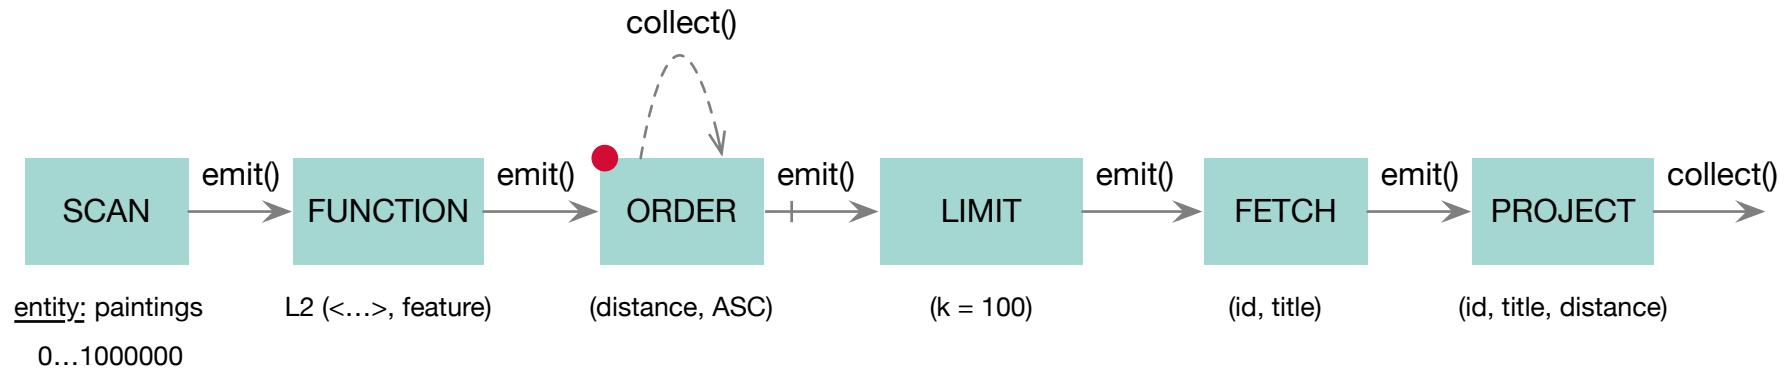 collect()
emit()
emit()
emit()
emit()
emit()
collect()
SCAN
FUNCTION
ORDER
LIMIT
FETCH
PROJECT
entity: paintings
0…1000000
L2 (<…>, feature)
(distance, ASC)
(k = 100)
(id, title)
(id, title, distance)